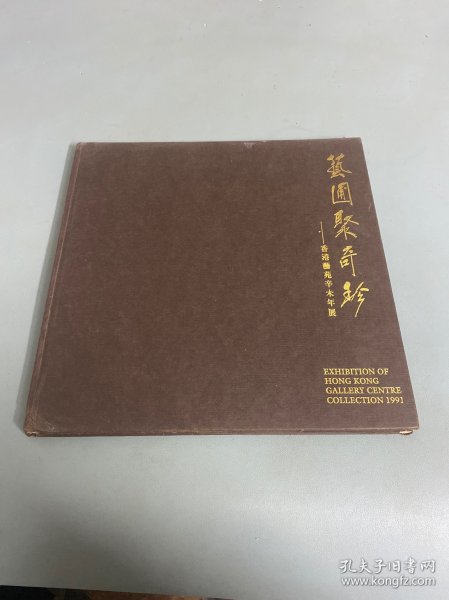 藝圃聚奇珍
——香港藝苑辛未年展
EXHIBITION OF
HONG KONG
GALLERY CENTRE
COLLECTION 1991
孔夫子旧书网
www.kongfz.com